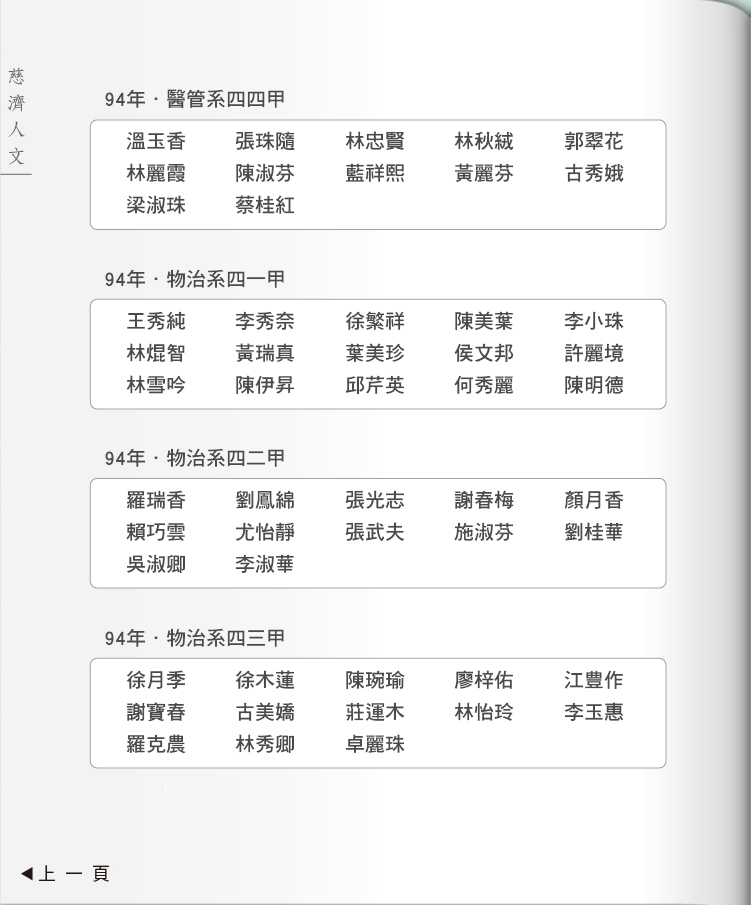 慈濟人文
94年·醫管系四四甲
溫玉香 張珠隨 林忠賢 林秋絨 郭翠花
林麗霞 陳淑芬 藍祥熙 黃麗芬 古秀娥
梁淑珠 蔡桂紅
94年·物治系四一甲
王秀純 李秀奈 徐繁祥 陳美葉 李小珠
林焜智 黃瑞真 葉美珍 侯文邦 許麗境
林雪吟 陳伊昇 邱芹英 何秀麗 陳明德
94年·物治系四二甲
羅瑞香 劉鳳綿 張光志 謝春梅 顏月香
賴巧雲 尤怡靜 張武夫 施淑芬 劉桂華
吳淑卿 李淑華
94年·物治系四三甲
徐月季 徐木蓮 陳琬瑜 廖梓佑 江豊作
謝寶春 古美嬌 莊運木 林怡玲 李玉惠
羅克農 林秀卿 卓麗珠
◀上一頁